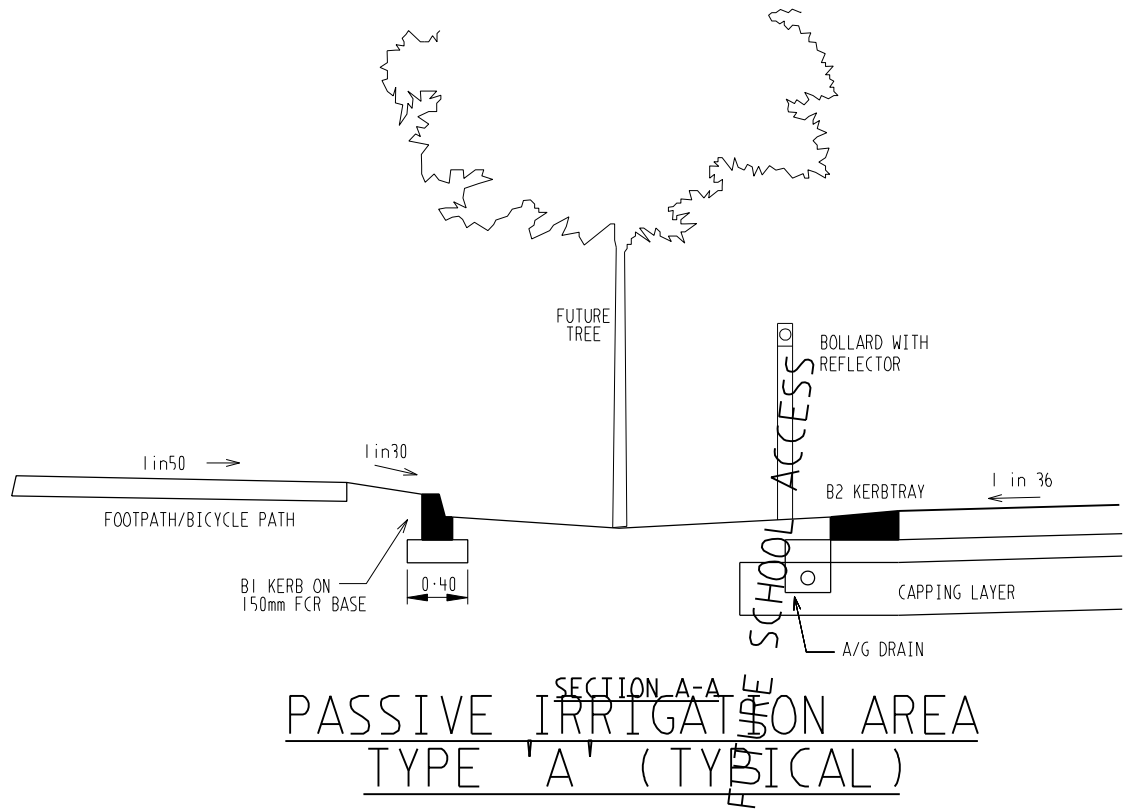 FUTURE
TREE
BOLLARD WITH
REFLECTOR
1in50
1in30
FOOTPATH/BICYCLE PATH
B2 KERBTRAY
1 in 36
B1 KERB ON
150mm FCR BASE
0·40
CAPPING LAYER
A/G DRAIN
FUTURE SCHOOL ACCESS
SECTION A-A
PASSIVE IRRIGATION AREA
TYPE 'A' (TYPICAL)